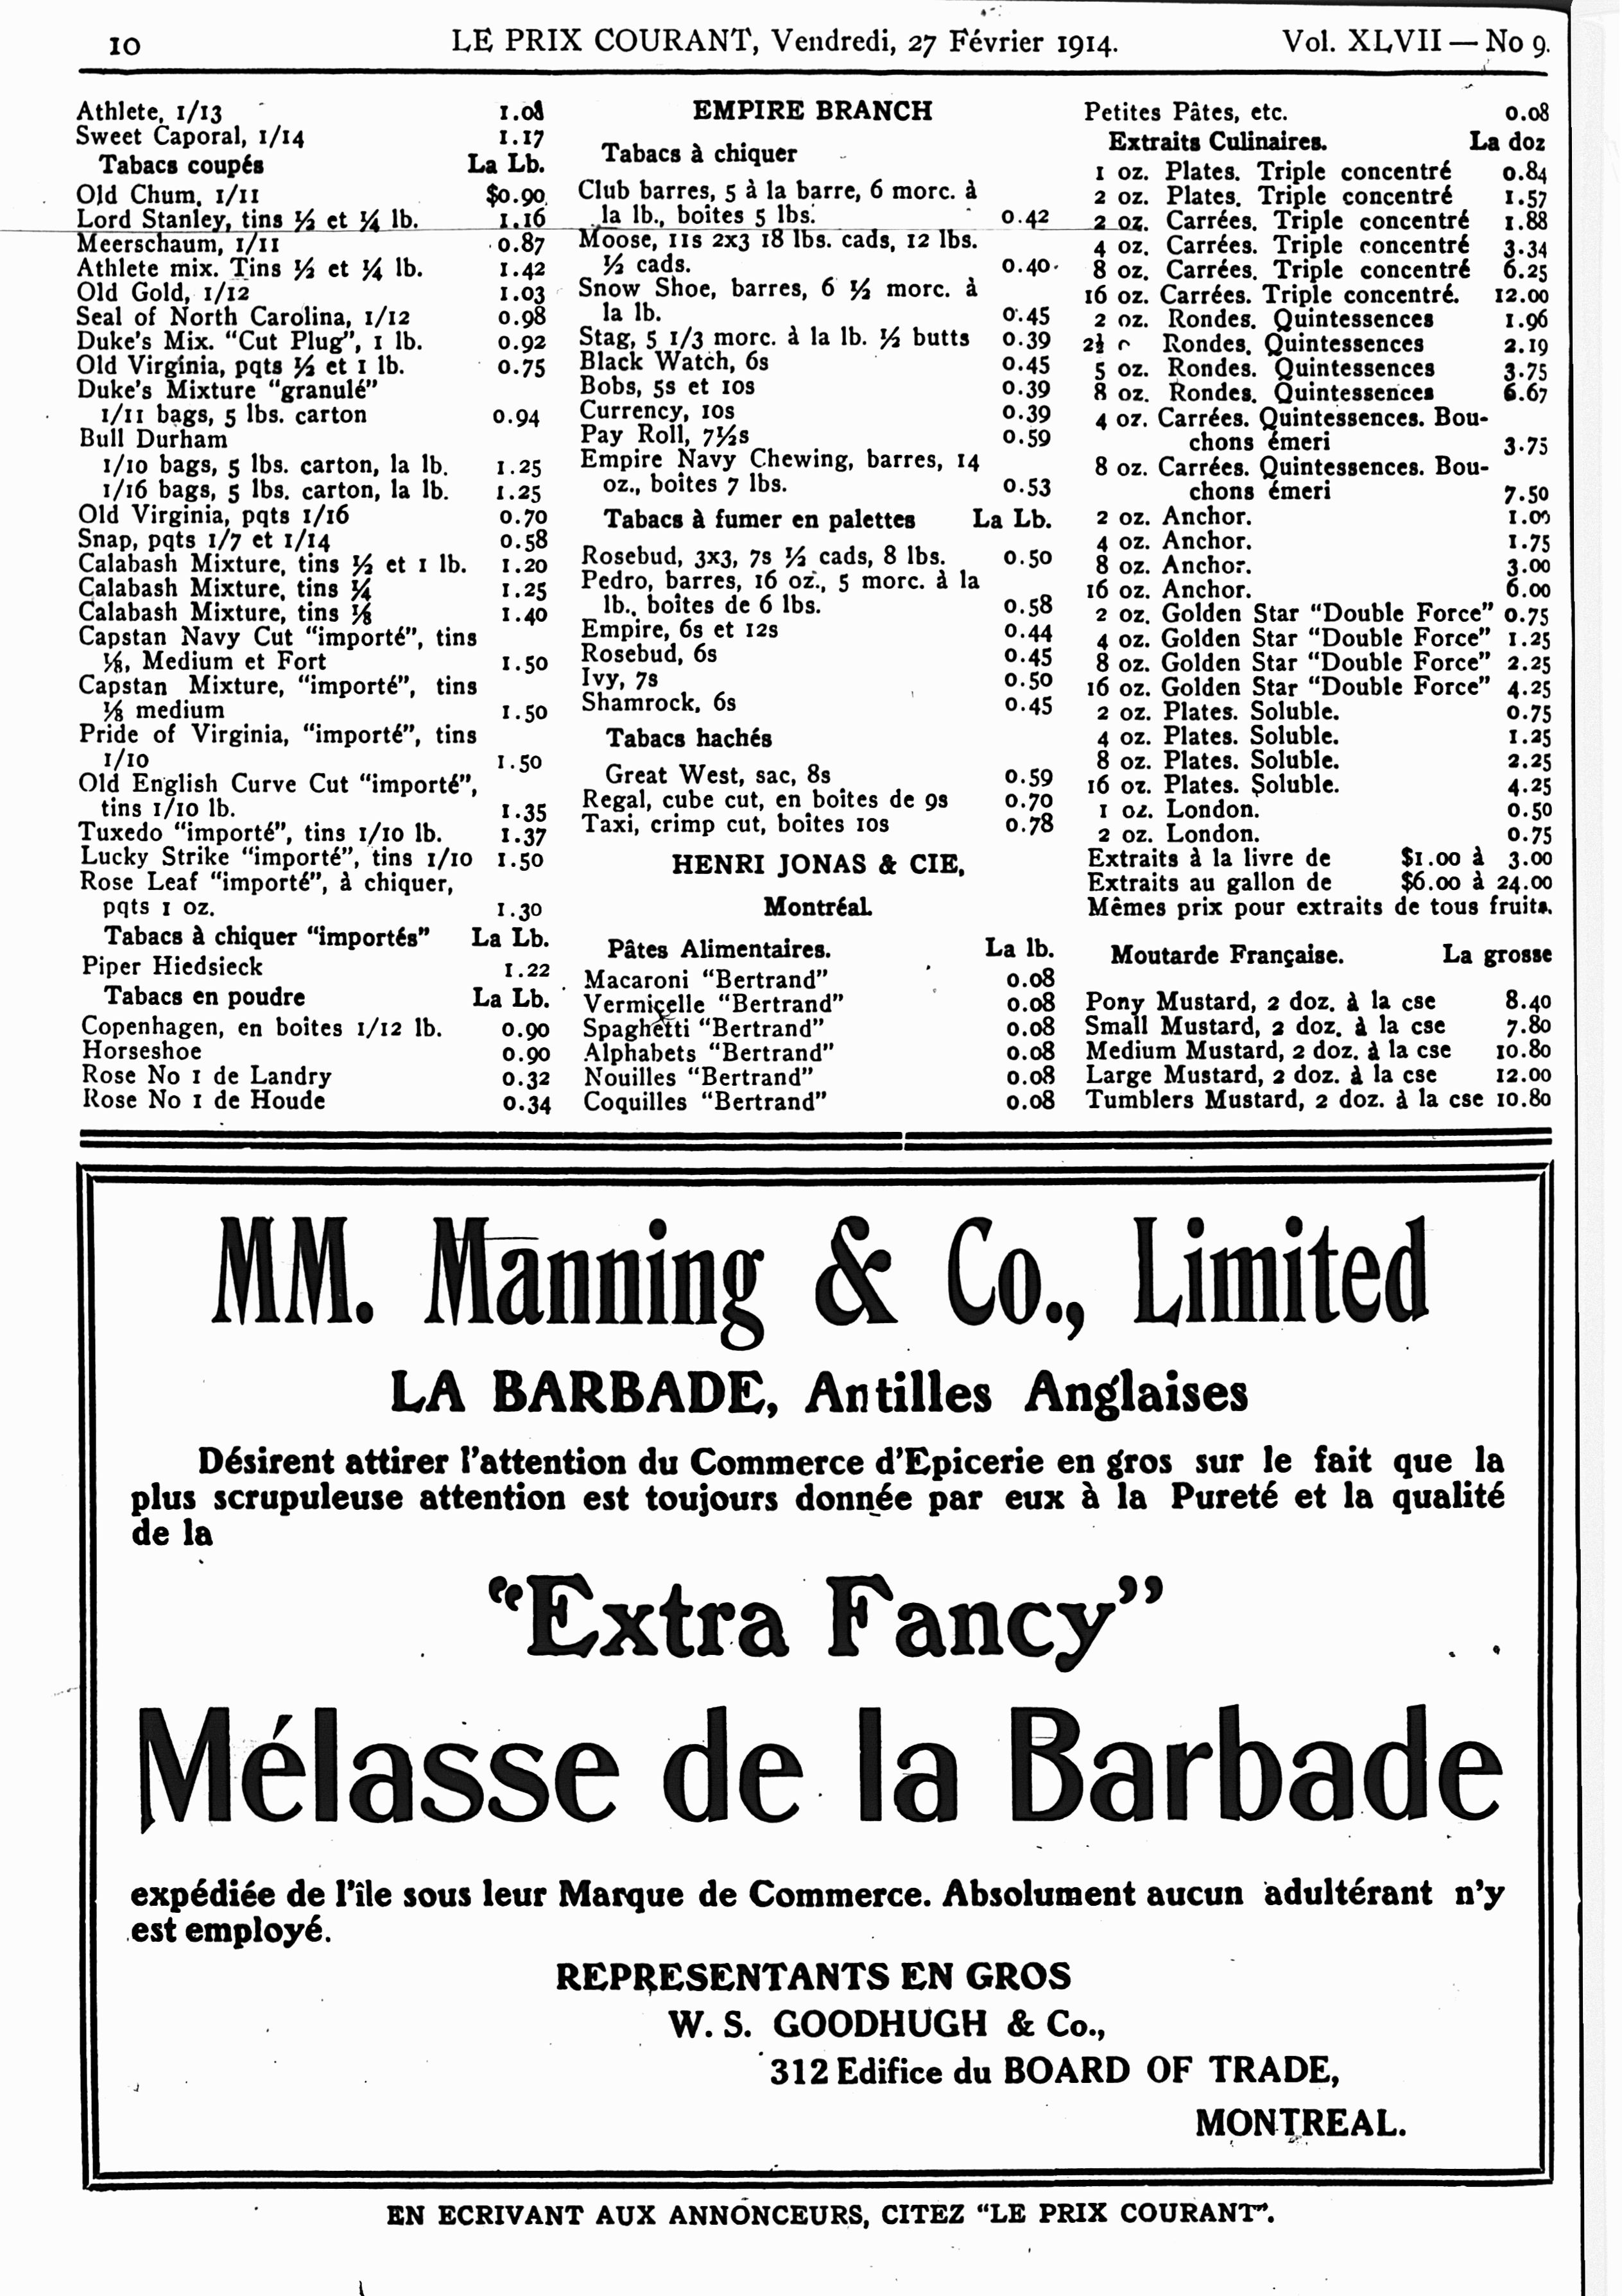 10 LE PRIX COURANT, Vendredi, 27 Février 1914. Vol. XLVII — No 9.
Athlete, 1/13 1.08
Sweet Caporal, 1/14 1.17
Tabacs coupés La Lb.
Old Chum, 1/11 $0.90
Lord Stanley, tins ½ et ¼ lb. 1.16
Meerschaum, 1/11 0.87
Athlete mix. Tins ½ et ¼ lb. 1.42
Old Gold, 1/12 1.03
Seal of North Carolina, 1/12 0.98
Duke's Mix. "Cut Plug", 1 lb. 0.92
Old Virginia, pqts ½ et 1 lb. 0.75
Duke's Mixture "granulé"
1/11 bags, 5 lbs. carton 0.94
Bull Durham
1/10 bags, 5 lbs. carton, la lb. 1.25
1/16 bags, 5 lbs. carton, la lb. 1.25
Old Virginia, pqts 1/16 0.70
Snap, pqts 1/7 et 1/14 0.58
Calabash Mixture, tins ½ et 1 lb. 1.20
Calabash Mixture, tins ¼ 1.25
Calabash Mixture, tins ⅛ 1.40
Capstan Navy Cut "importé", tins
⅛, Medium et Fort 1.50
Capstan Mixture, "importé", tins
⅛ medium 1.50
Pride of Virginia, "importé", tins
1/10 1.50
Old English Curve Cut "importé",
tins 1/10 lb. 1.35
Tuxedo "importé", tins 1/10 lb. 1.37
Lucky Strike "importé", tins 1/10 1.50
Rose Leaf "importé", à chiquer,
pqts 1 oz. 1.30
Tabacs à chiquer "importés" La Lb.
Piper Hiedsieck 1.22
Tabacs en poudre La Lb.
Copenhagen, en boites 1/12 lb. 0.90
Horseshoe 0.90
Rose No 1 de Landry 0.32
Rose No 1 de Houde 0.34
EMPIRE BRANCH
Tabacs à chiquer
Club barres, 5 à la barre, 6 morc. à
la lb., boites 5 lbs. 0.42
Moose, 11s 2x3 18 lbs. cads, 12 lbs.
½ cads. 0.40
Snow Shoe, barres, 6 ½ morc. à
la lb. 0.45
Stag, 5 1/3 morc. à la lb. ½ butts 0.39
Black Watch, 6s 0.45
Bobs, 5s et 10s 0.39
Currency, 10s 0.39
Pay Roll, 7½s 0.59
Empire Navy Chewing, barres, 14
oz., boites 7 lbs. 0.53
Tabacs à fumer en palettes La Lb.
Rosebud, 3x3, 7s ½ cads, 8 lbs. 0.50
Pedro, barres, 16 oz., 5 morc. à la
lb., boites de 6 lbs. 0.58
Empire, 6s et 12s 0.44
Rosebud, 6s 0.45
Ivy, 7s 0.50
Shamrock, 6s 0.45
Tabacs hachés
Great West, sac, 8s 0.59
Regal, cube cut, en boites de 9s 0.70
Taxi, crimp cut, boites 10s 0.78
HENRI JONAS & CIE,
Montréal.
Pâtes Alimentaires. La lb.
Macaroni "Bertrand" 0.08
Vermicelle "Bertrand" 0.08
Spaghetti "Bertrand" 0.08
Alphabets "Bertrand" 0.08
Nouilles "Bertrand" 0.08
Coquilles "Bertrand" 0.08
Petites Pâtes, etc. 0.08
Extraits Culinaires. La doz
1 oz. Plates. Triple concentré 0.84
2 oz. Plates. Triple concentré 1.57
2 oz. Carrées. Triple concentré 1.88
4 oz. Carrées. Triple concentré 3.34
8 oz. Carrées. Triple concentré 6.25
16 oz. Carrées. Triple concentré. 12.00
2 oz. Rondes. Quintessences 1.96
2½ Rondes. Quintessences 2.19
5 oz. Rondes. Quintessences 3.75
8 oz. Rondes. Quintessences 6.67
4 oz. Carrées. Quintessences. Bou-
chons émeri 3.75
8 oz. Carrées. Quintessences. Bou-
chons émeri 7.50
2 oz. Anchor. 1.00
4 oz. Anchor. 1.75
8 oz. Anchor. 3.00
16 oz. Anchor. 6.00
2 oz. Golden Star "Double Force" 0.75
4 oz. Golden Star "Double Force" 1.25
8 oz. Golden Star "Double Force" 2.25
16 oz. Golden Star "Double Force" 4.25
2 oz. Plates. Soluble. 0.75
4 oz. Plates. Soluble. 1.25
8 oz. Plates. Soluble. 2.25
16 oz. Plates. Soluble. 4.25
1 oz. London. 0.50
2 oz. London. 0.75
Extraits à la livre de $1.00 à 3.00
Extraits au gallon de $6.00 à 24.00
Mêmes prix pour extraits de tous fruits.
Moutarde Française. La grosse
Pony Mustard, 2 doz. à la cse 8.40
Small Mustard, 2 doz. à la cse 7.80
Medium Mustard, 2 doz. à la cse 10.80
Large Mustard, 2 doz. à la cse 12.00
Tumblers Mustard, 2 doz. à la cse 10.80
MM. Manning & Co., Limited
LA BARBADE, Antilles Anglaises
Désirent attirer l'attention du Commerce d'Epicerie en gros sur le fait que la
plus scrupuleuse attention est toujours donnée par eux à la Pureté et la qualité
de la
"Extra Fancy"
Mélasse de la Barbade
expédiée de l'île sous leur Marque de Commerce. Absolument aucun adultérant n'y
est employé.
REPRESENTANTS EN GROS
W. S. GOODHUGH & Co.,
312 Edifice du BOARD OF TRADE,
MONTREAL.
EN ECRIVANT AUX ANNONCEURS, CITEZ "LE PRIX COURANT".